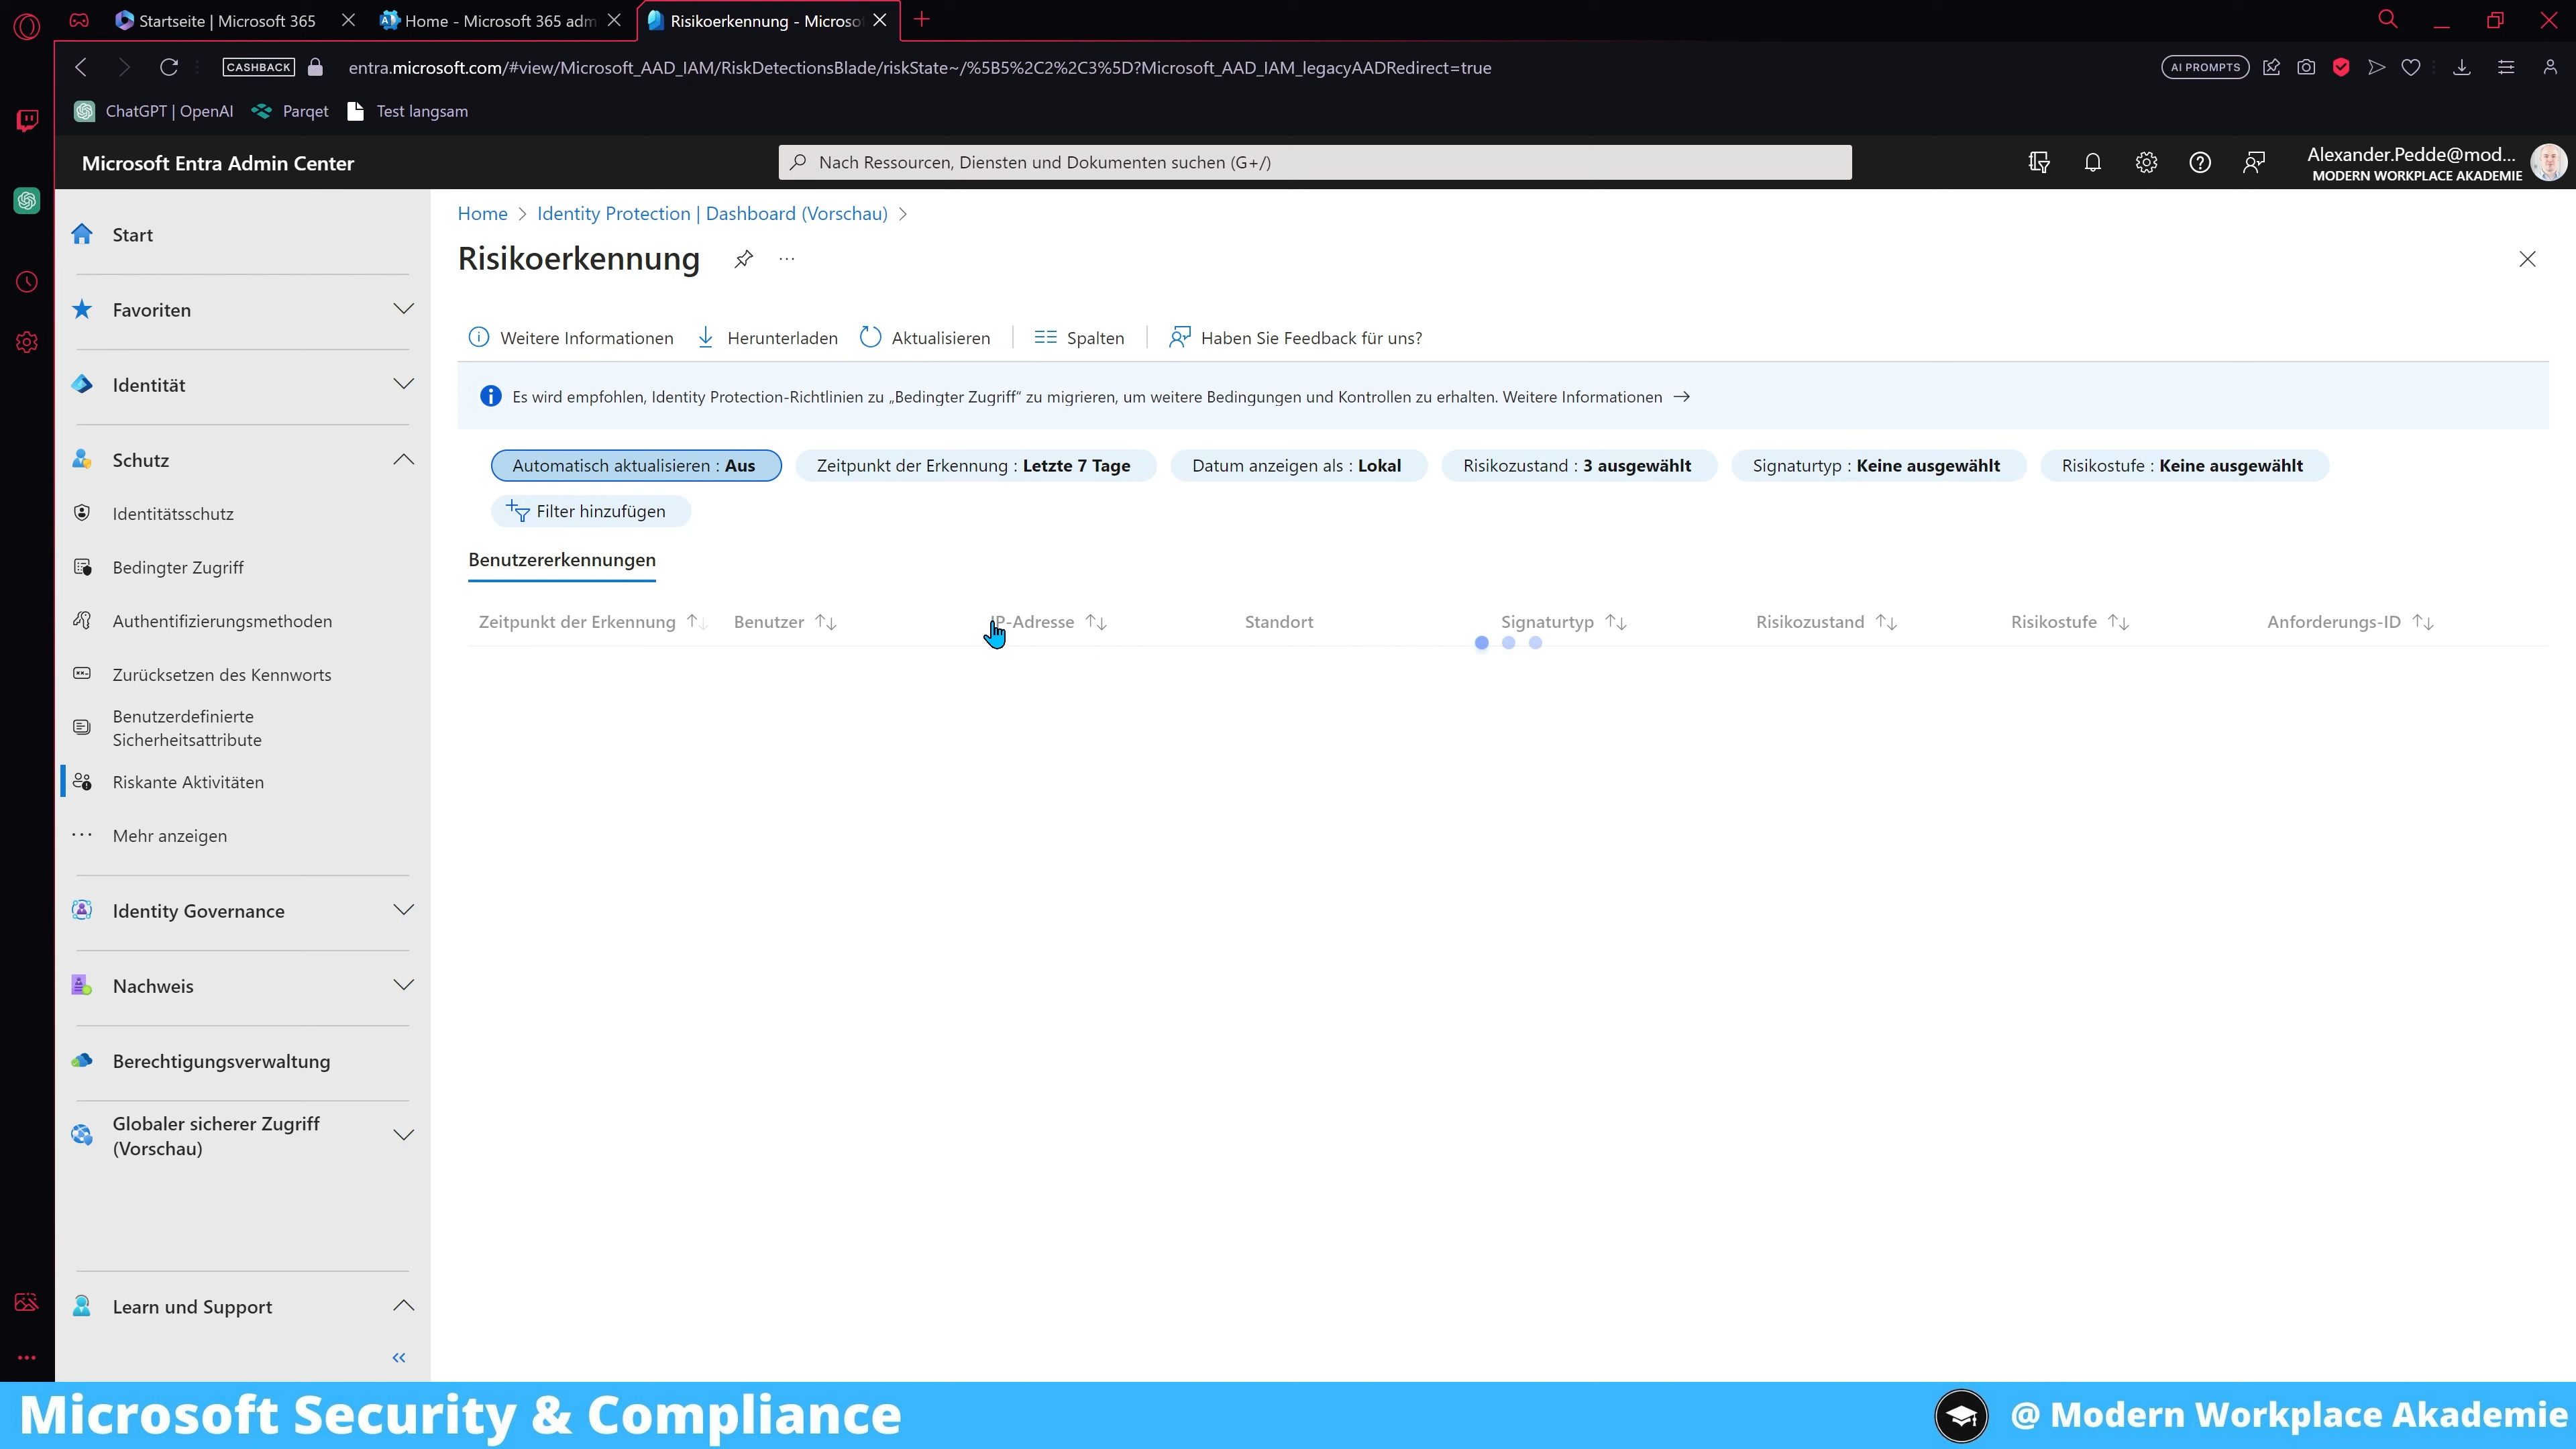 Startseite | Microsoft 365
Home - Microsoft 365 adm
Risikoerkennung - Microsof
CASHBACK
entra.microsoft.com/#view/Microsoft_AAD_IAM/RiskDetectionsBlade/riskState~/%5B5%2C2%2C3%5D?Microsoft_AAD_IAM_legacyAADRedirect=true
AI PROMPTS
ChatGPT | OpenAI
Parqet
Test langsam
Microsoft Entra Admin Center
Nach Ressourcen, Diensten und Dokumenten suchen (G+/)
Alexander.Pedde@mod...
MODERN WORKPLACE AKADEMIE
Start
Favoriten
Identität
Schutz
Identitätsschutz
Bedingter Zugriff
Authentifizierungsmethoden
Zurücksetzen des Kennworts
Benutzerdefinierte
Sicherheitsattribute
Riskante Aktivitäten
Mehr anzeigen
Identity Governance
Nachweis
Berechtigungsverwaltung
Globaler sicherer Zugriff
(Vorschau)
Learn und Support
Home > Identity Protection | Dashboard (Vorschau) >
Risikoerkennung
Weitere Informationen
Herunterladen
Aktualisieren
Spalten
Haben Sie Feedback für uns?
Es wird empfohlen, Identity Protection-Richtlinien zu „Bedingter Zugriff“ zu migrieren, um weitere Bedingungen und Kontrollen zu erhalten. Weitere Informationen →
Automatisch aktualisieren : Aus
Zeitpunkt der Erkennung : Letzte 7 Tage
Datum anzeigen als : Lokal
Risikozustand : 3 ausgewählt
Signaturtyp : Keine ausgewählt
Risikostufe : Keine ausgewählt
Filter hinzufügen
Benutzererkennungen
Zeitpunkt der Erkennung
Benutzer
IP-Adresse
Standort
Signaturtyp
Risikozustand
Risikostufe
Anforderungs-ID
Microsoft Security & Compliance
@ Modern Workplace Akademie